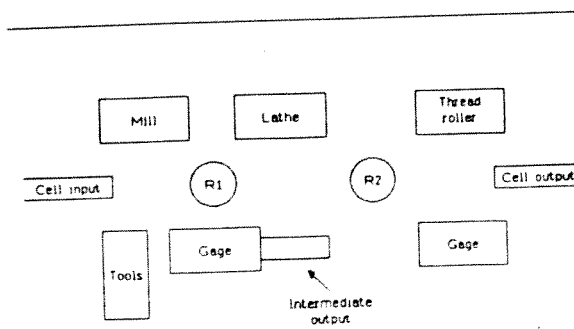 Mill
Lathe
Thread
roller
Cell input
R1
R2
Cell output
Tools
Gage
Gage
Intermediate
output